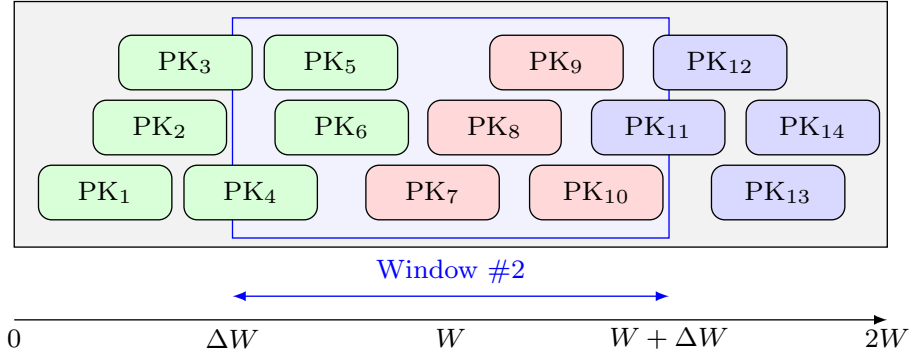 PK₃ PK₅ PK₉ PK₁₂
PK₂ PK₆ PK₈ PK₁₁ PK₁₄
PK₁ PK₄ PK₇ PK₁₀ PK₁₃
Window #2
0 ΔW W W + ΔW 2W